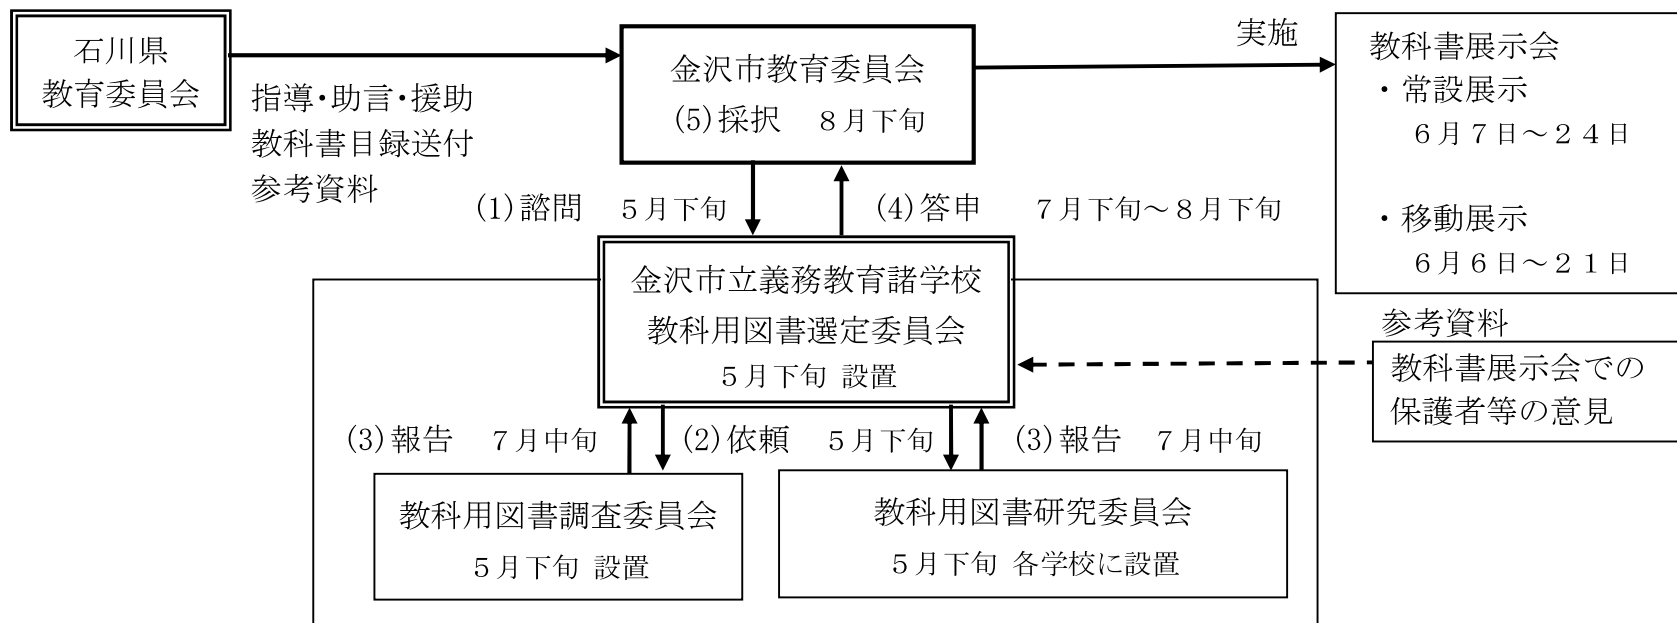 石川県
教育委員会
指導・助言・援助
教科書目録送付
参考資料
金沢市教育委員会
(5)採択　８月下旬
実施
教科書展示会
・常設展示
６月７日～２４日
・移動展示
６月６日～２１日
(1)諮問　５月下旬
(4)答申　７月下旬～８月下旬
金沢市立義務教育諸学校
教科用図書選定委員会
５月下旬 設置
参考資料
教科書展示会での
保護者等の意見
(3)報告　７月中旬
(2)依頼　５月下旬
(3)報告　７月中旬
教科用図書調査委員会
５月下旬 設置
教科用図書研究委員会
５月下旬 各学校に設置